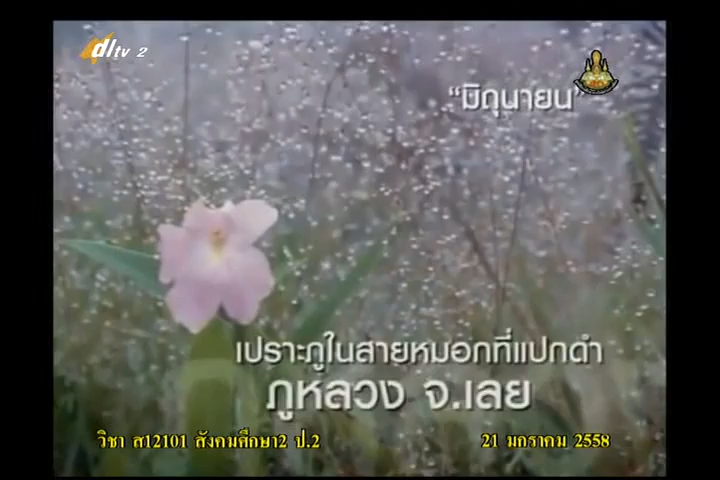 dltv 2
"มิถุนายน"
เปราะภูในสายหมอกที่แปกดำ
ภูหลวง จ.เลย
วิชา ส12101 สังคมศึกษา2 ป.2
21 มกราคม 2558